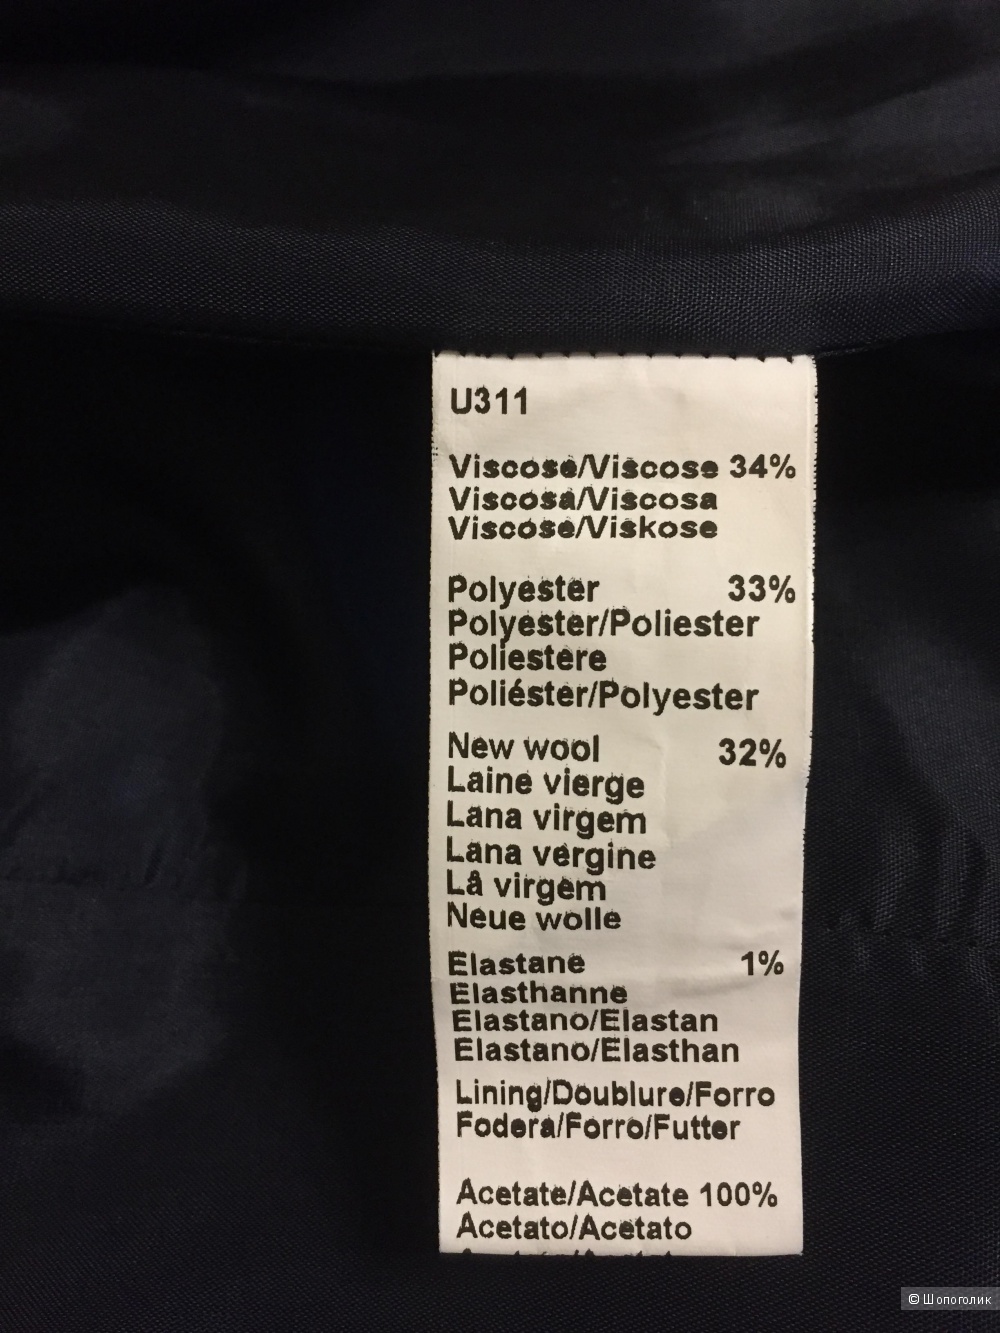 U311
Viscose/Viscose 34%
Viscosa/Viscosa
Viscose/Viskose
Polyester 33%
Polyester/Poliester
Poliestere
Poliéster/Polyester
New wool 32%
Laine vierge
Lana virgem
Lana vergine
Lâ virgem
Neue wolle
Elastane 1%
Elasthanne
Elastano/Elastan
Elastano/Elasthan
Lining/Doublure/Forro
Fodera/Forro/Futter
Acetate/Acetate 100%
Acetato/Acetato
© Шопоголик